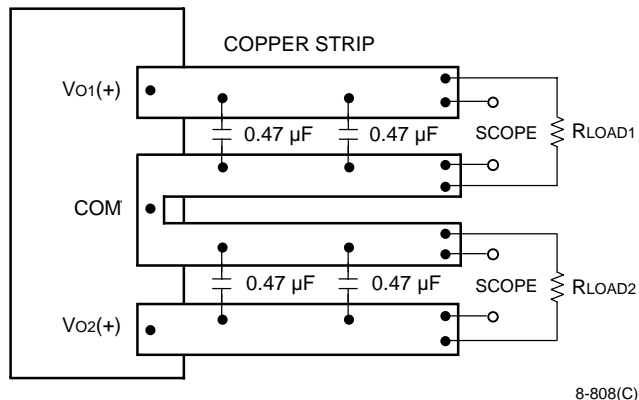 COPPER STRIP
VO1(+)
0.47 µF 0.47 µF SCOPE RLOAD1
COM
0.47 µF 0.47 µF SCOPE RLOAD2
VO2(+)
8-808(C)